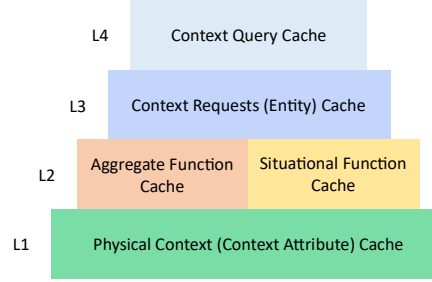 L4
Context Query Cache
L3
Context Requests (Entity) Cache
L2
Aggregate Function
Cache
Situational Function
Cache
L1
Physical Context (Context Attribute) Cache